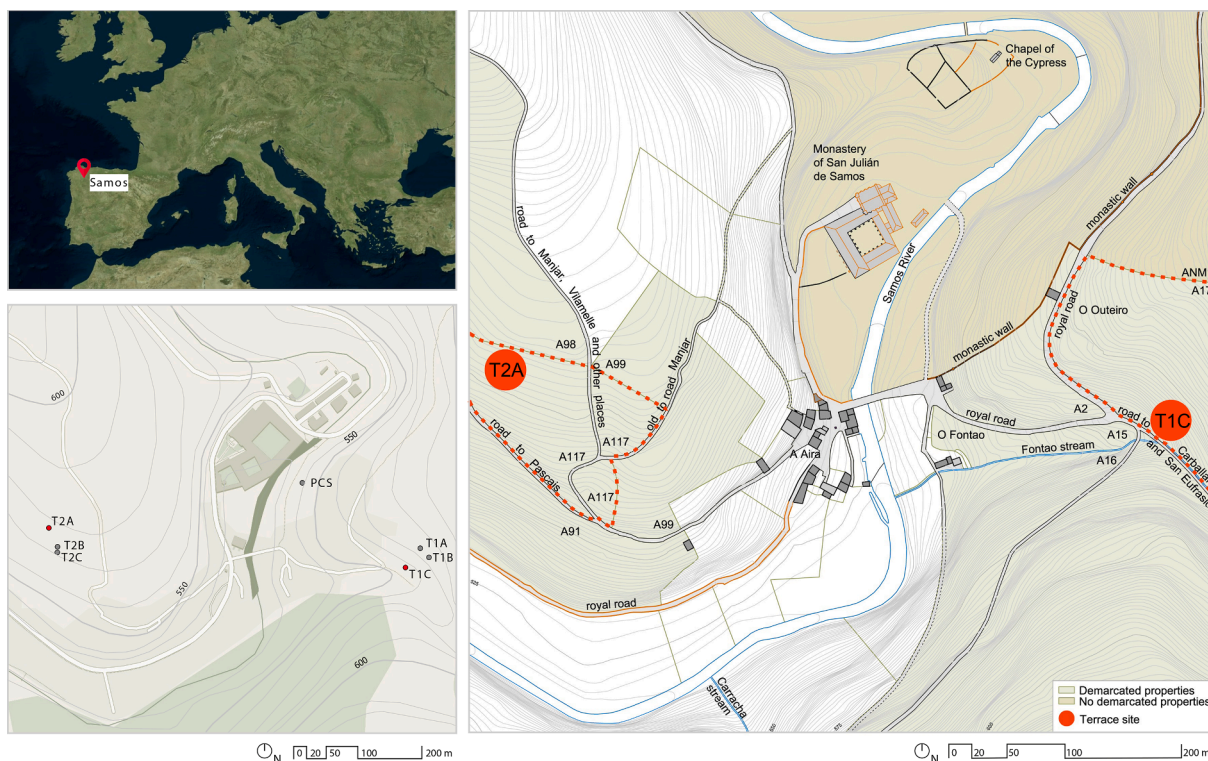 Samos
600
550
PCS
T2A
T2B
T2C
T1A
T1B
T1C
550
600
N
0 20 50 100 200 m
Chapel of
the Cypress
Monastery
of San Julián
de Samos
Samos River
monastic wall
monastic wall
road to Manjar, Vilamelle and other places
old to road Manjar
ANM
A17
royal road
O Outeiro
A98
A99
T2A
T1C
road to
Carballa
and San Eufrasio
A2
A15
A16
royal road
O Fontao
Fontao stream
A117
A117
A117
A Aira
road to Pascais
A91
A99
royal road
Carracha
stream
Demarcated properties
No demarcated properties
Terrace site
N
0 20 50 100 200 m